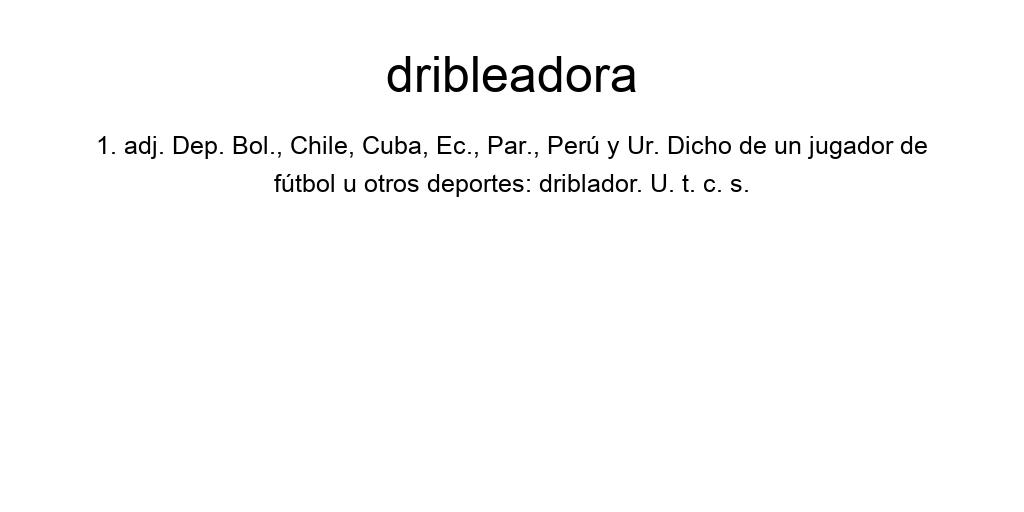 dribleadora
1. adj. Dep. Bol., Chile, Cuba, Ec., Par., Perú y Ur. Dicho de un jugador de
fútbol u otros deportes: driblador. U. t. c. s.